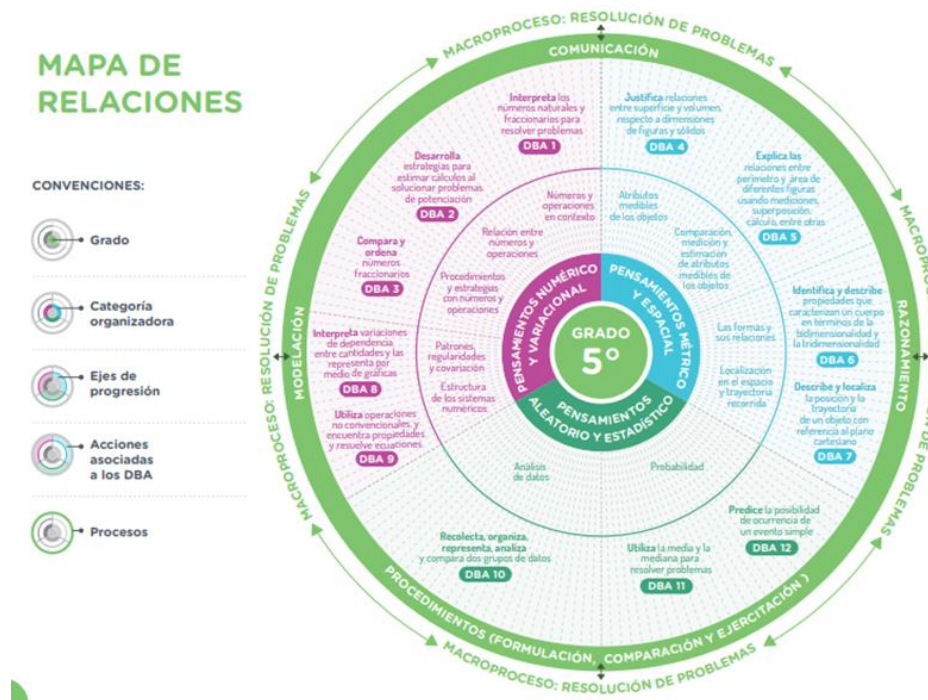 MAPA DE
RELACIONES
CONVENCIONES:
Grado
Categoría
organizadora
Ejes de
progresión
Acciones
asociadas
a los DBA
Procesos
MACROPROCESO: RESOLUCIÓN DE PROBLEMAS
COMUNICACIÓN
Interpreta los
números naturales y
fraccionarios para
resolver problemas
DBA 1
Desarrolla
estrategias para
estimar cálculos al
solucionar problemas
de potenciación
DBA 2
Compara y
ordena
números
fraccionarios
DBA 3
Interpreta variaciones
de dependencia
entre cantidades y las
representa por
medio de gráficas
DBA 8
Utiliza operaciones
no convencionales, y
encuentra propiedades
y resuelve ecuaciones
DBA 9
Justifica relaciones
entre superficie y volumen,
respecto a dimensiones
de figuras y sólidos
DBA 4
Explica las
relaciones entre
perímetro y área de
diferentes figuras
usando mediciones,
superposición,
cálculo, entre otras
DBA 5
Identifica y describe
propiedades que
caracterizan un cuerpo
en términos de la
bidimensionalidad y
la tridimensionalidad
DBA 6
Describe y localiza
la posición y la
trayectoria
de un objeto con
referencia al plano
cartesiano
DBA 7
Números y
operaciones
en contexto
Relación entre
números y
operaciones
Procedimientos
y estrategias
con números y
operaciones
Patrones,
regularidades
y covariación
Estructura
de los sistemas
numéricos
Atributos
medibles
de los objetos
Comparación,
medición y
estimación
de atributos
medibles de
los objetos
Las formas y
sus relaciones
Localización
en el espacio
y trayectoria
recorrida
PENSAMIENTOS NUMÉRICO
Y VARIACIONAL
PENSAMIENTOS MÉTRICO
Y ESPACIAL
GRADO
5°
PENSAMIENTOS
ALEATORIO Y ESTADÍSTICO
Análisis
de datos
Probabilidad
Recolecta, organiza,
representa, analiza
y compara dos grupos de datos
DBA 10
Utiliza la media y la
mediana para
resolver problemas
DBA 11
Predice la posibilidad
de ocurrencia de
un evento simple
DBA 12
MODELACIÓN
RAZONAMIENTO
PROCEDIMIENTOS (FORMULACIÓN, COMPARACIÓN Y EJERCITACIÓN)
MACROPROCESO: RESOLUCIÓN DE PROBLEMAS
MACROPROCESO: RESOLUCIÓN DE PROBLEMAS